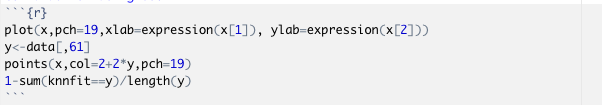 ```{r}
plot(x,pch=19,xlab=expression(x[1]), ylab=expression(x[2]))
y<-data[,61]
points(x,col=2+2*y,pch=19)
1-sum(knnfit==y)/length(y)
```